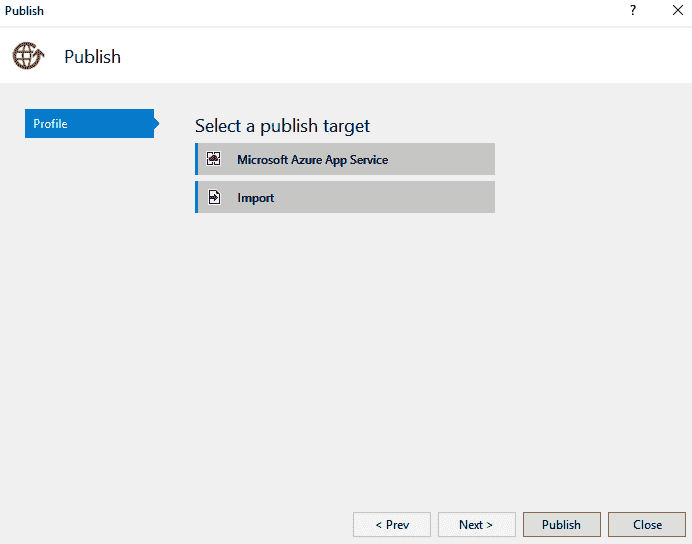 Publish
?
Publish
Profile
Select a publish target
Microsoft Azure App Service
Import
< Prev
Next >
Publish
Close